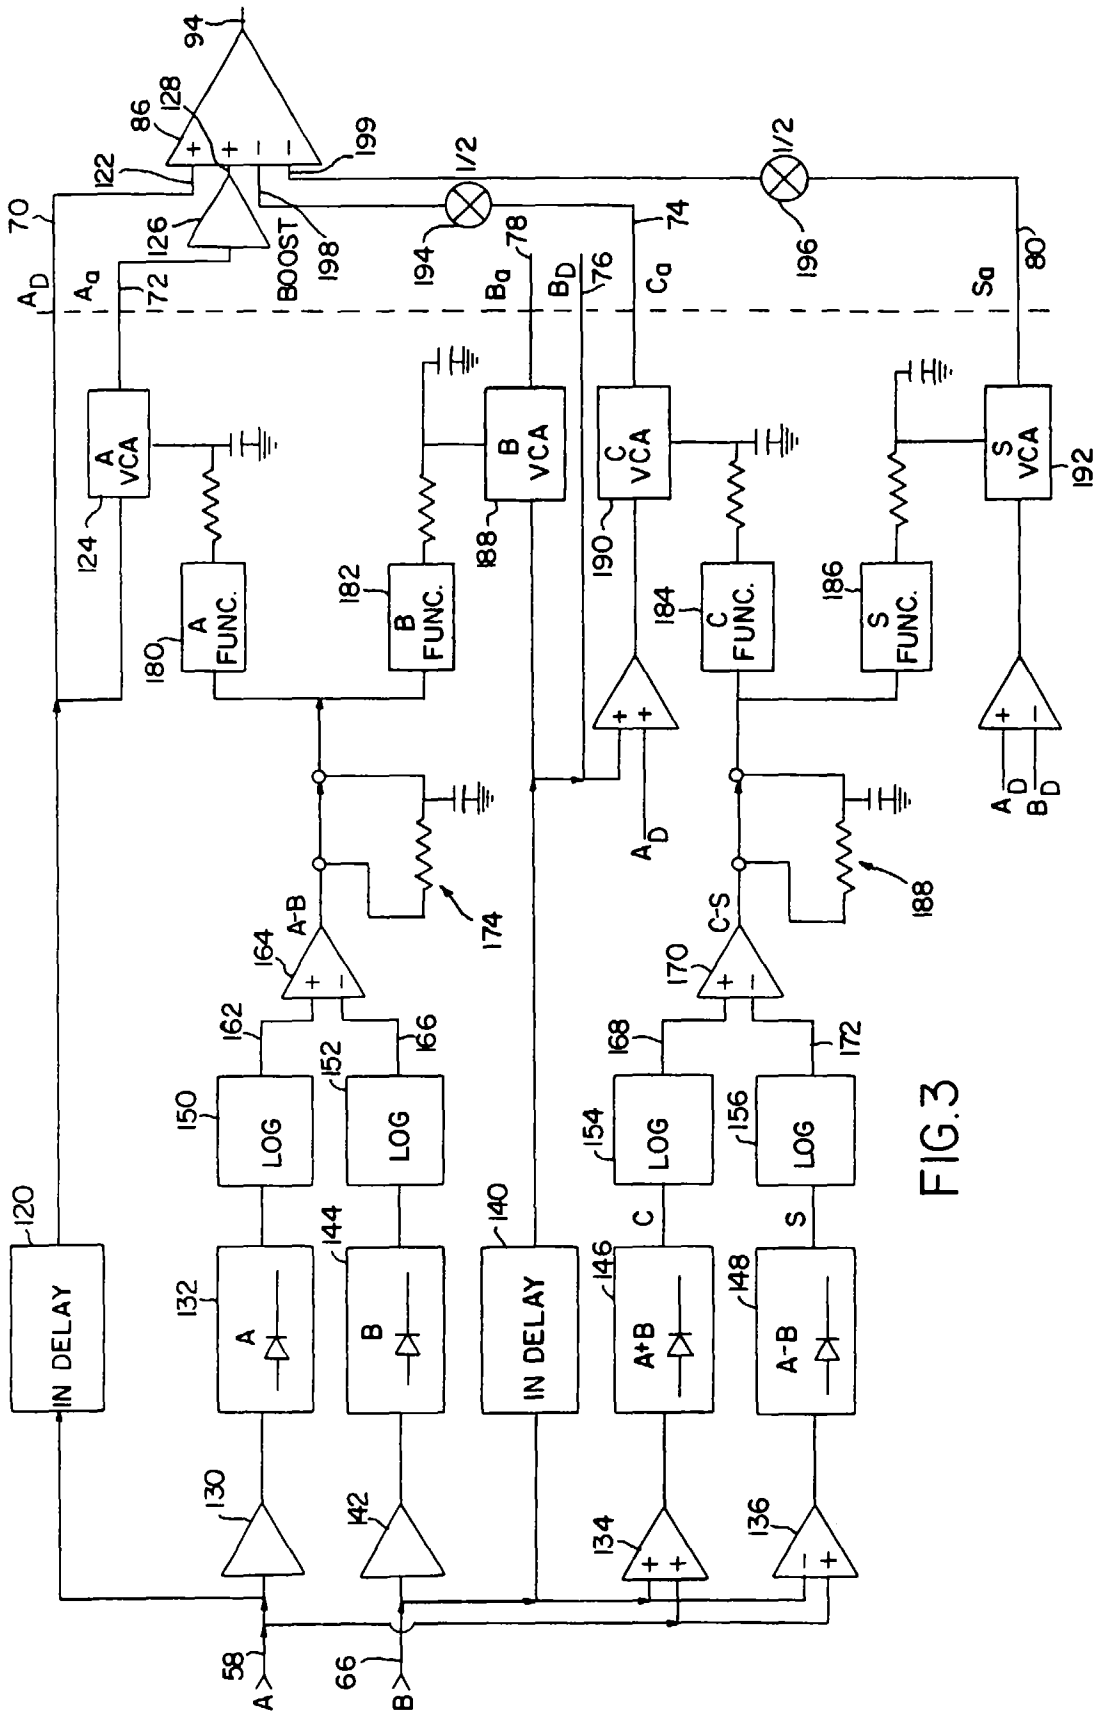 A
58
B
66
120
IN DELAY
130
132
A
150
LOG
162
142
144
B
152
LOG
166
164
+
−
A-B
174
180
A
FUNC.
182
B
FUNC.
124
A
VCA
188
B
VCA
140
IN DELAY
134
+
+
146
A+B
C
154
LOG
168
136
−
+
148
A-B
S
156
LOG
172
170
+
−
C-S
188
184
C
FUNC.
186
S
FUNC.
+
+
AD
190
C
VCA
+
−
AD
BD
192
S
VCA
AD
70
Aa
72
126
BOOST
122
86
128
+
+
−
−
94
198
199
194
1/2
196
1/2
Ba
78
BD
76
Ca
74
Sa
80
FIG.3